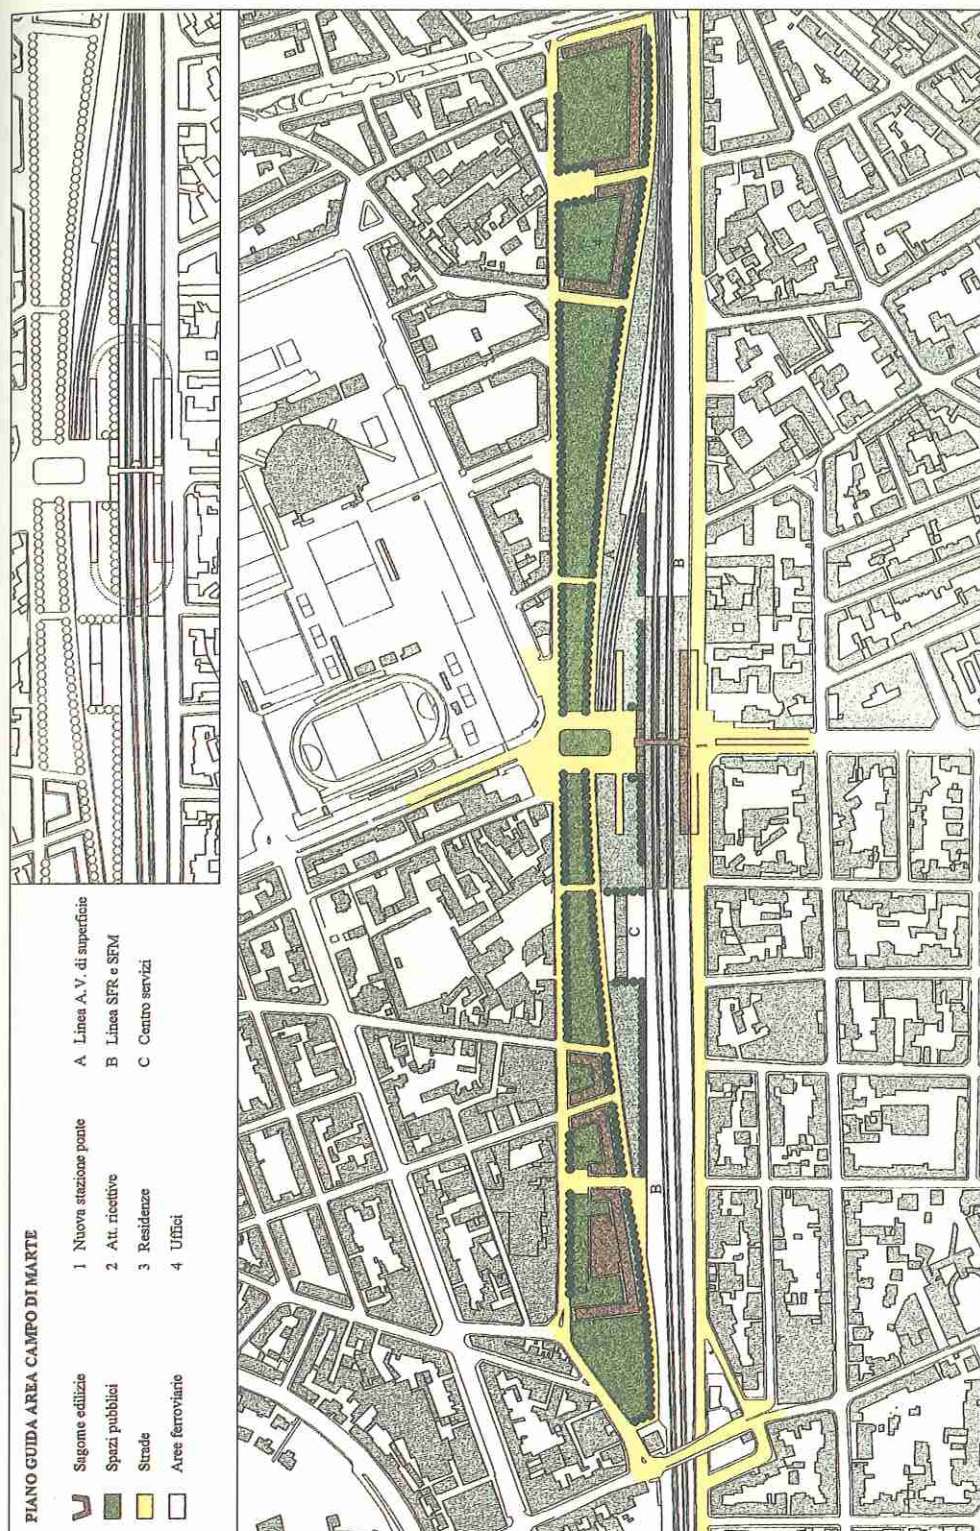 PIANO GUIDA AREA CAMPO DI MARTE
Sagome edilizie
Spazi pubblici
Strade
Aree ferroviarie
1 Nuova stazione ponte
2 Att. ricettive
3 Residenze
4 Uffici
A Linea A.V. di superficie
B Linea SFR e SFM
C Centro servizi
B
C
1
A
B